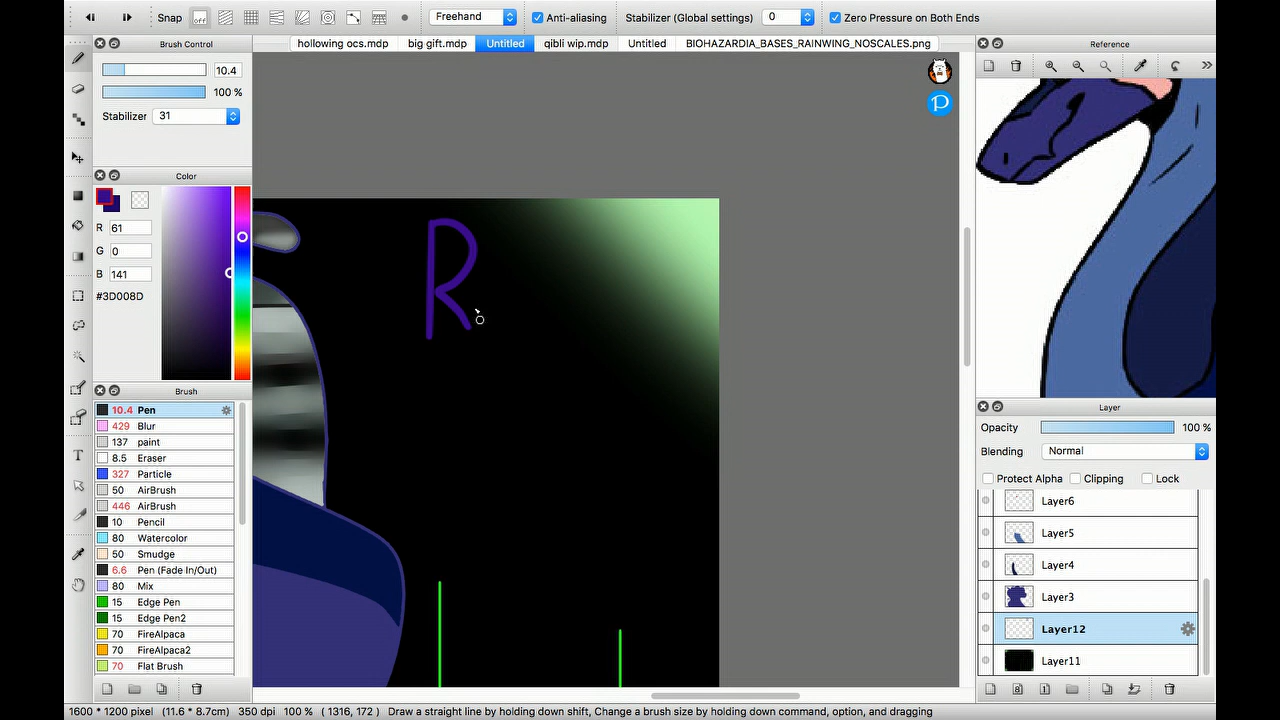 Snap off Freehand Anti-aliasing Stabilizer (Global settings) 0 Zero Pressure on Both Ends
Brush Control
hollowing ocs.mdp big gift.mdp Untitled qibli wip.mdp Untitled BIOHAZARDIA_BASES_RAINWING_NOSCALES.png
Reference
10.4
100 %
Stabilizer 31
Color
R 61
G 0
B 141
#3D008D
R
Brush
10.4 Pen
429 Blur
137 paint
8.5 Eraser
327 Particle
50 AirBrush
446 AirBrush
10 Pencil
80 Watercolor
50 Smudge
6.6 Pen (Fade In/Out)
80 Mix
15 Edge Pen
15 Edge Pen2
70 FireAlpaca
70 FireAlpaca2
70 Flat Brush
Layer
Opacity 100 %
Blending Normal
Protect Alpha Clipping Lock
Layer6
Layer5
Layer4
Layer3
Layer12
Layer11
1600 * 1200 pixel (11.6 * 8.7cm) 350 dpi 100 % ( 1316, 172 ) Draw a straight line by holding down shift, Change a brush size by holding down command, option, and dragging